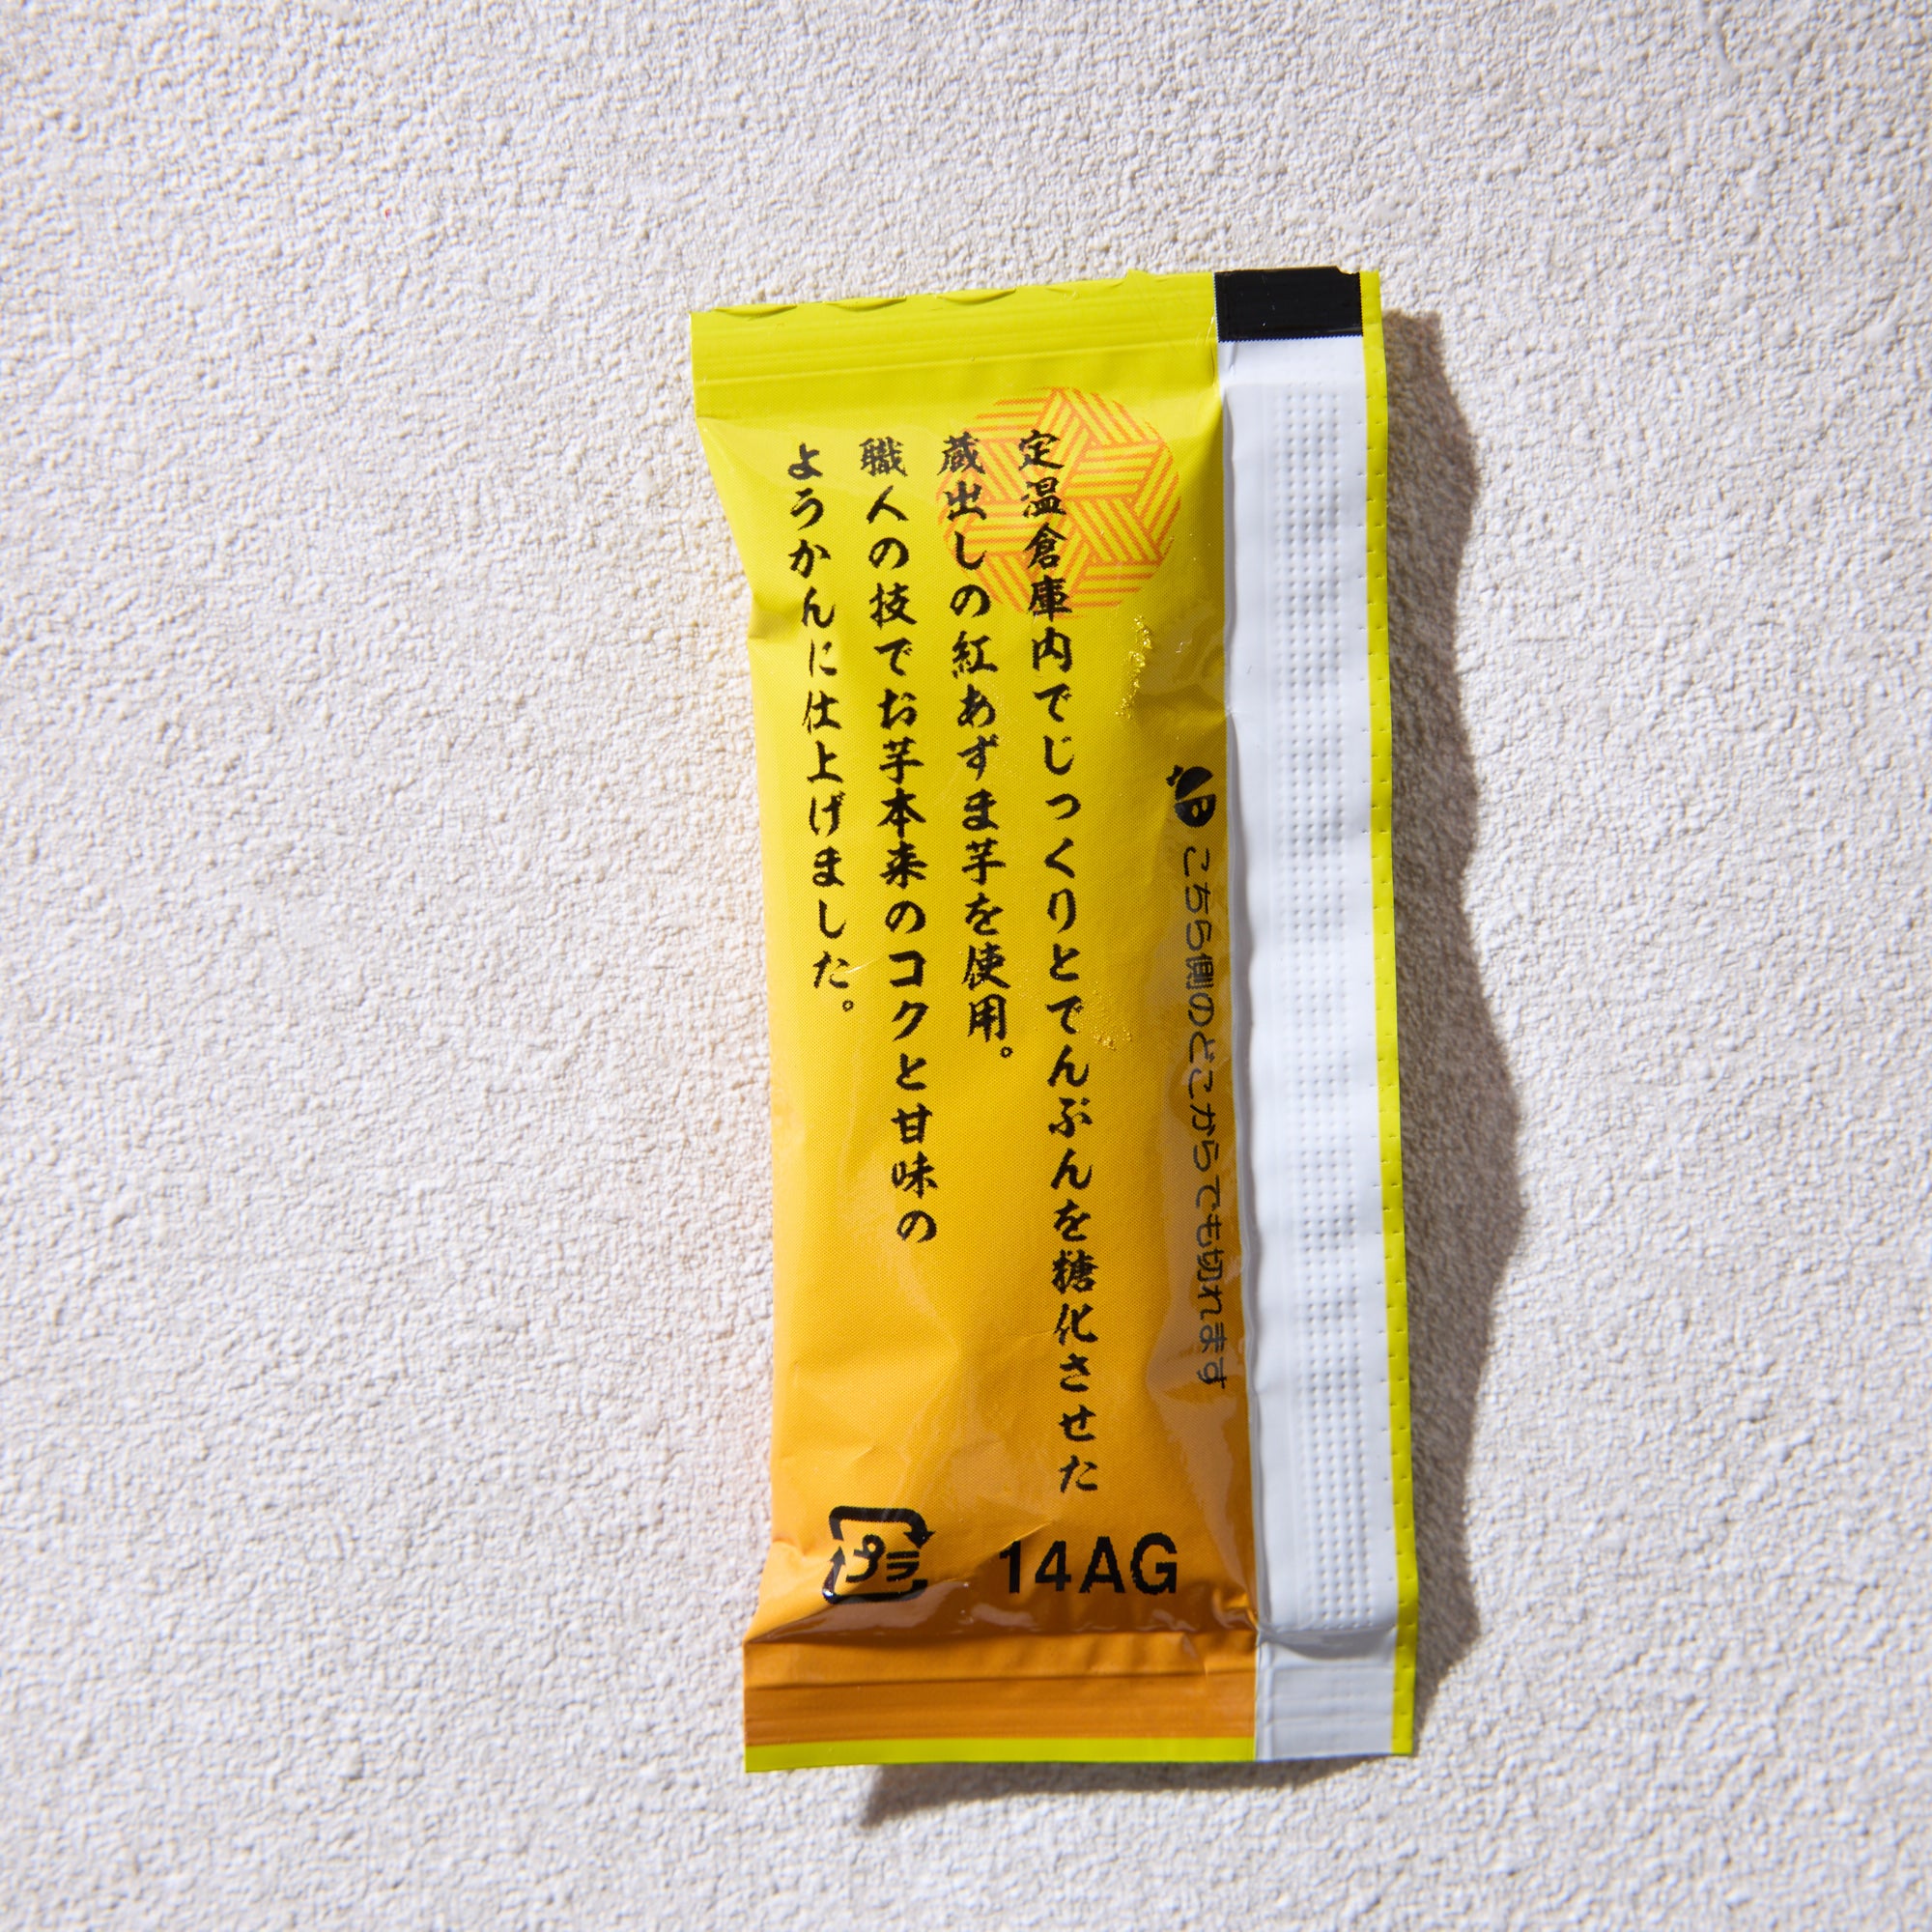 定温倉庫内でじっくりとでんぷんを糖化させた
蔵出しの紅あずま芋を使用。
職人の技でお芋本来のコクと甘味の
ようかんに仕上げました。
こちら側のどこからでも切れます
プラ
14AG